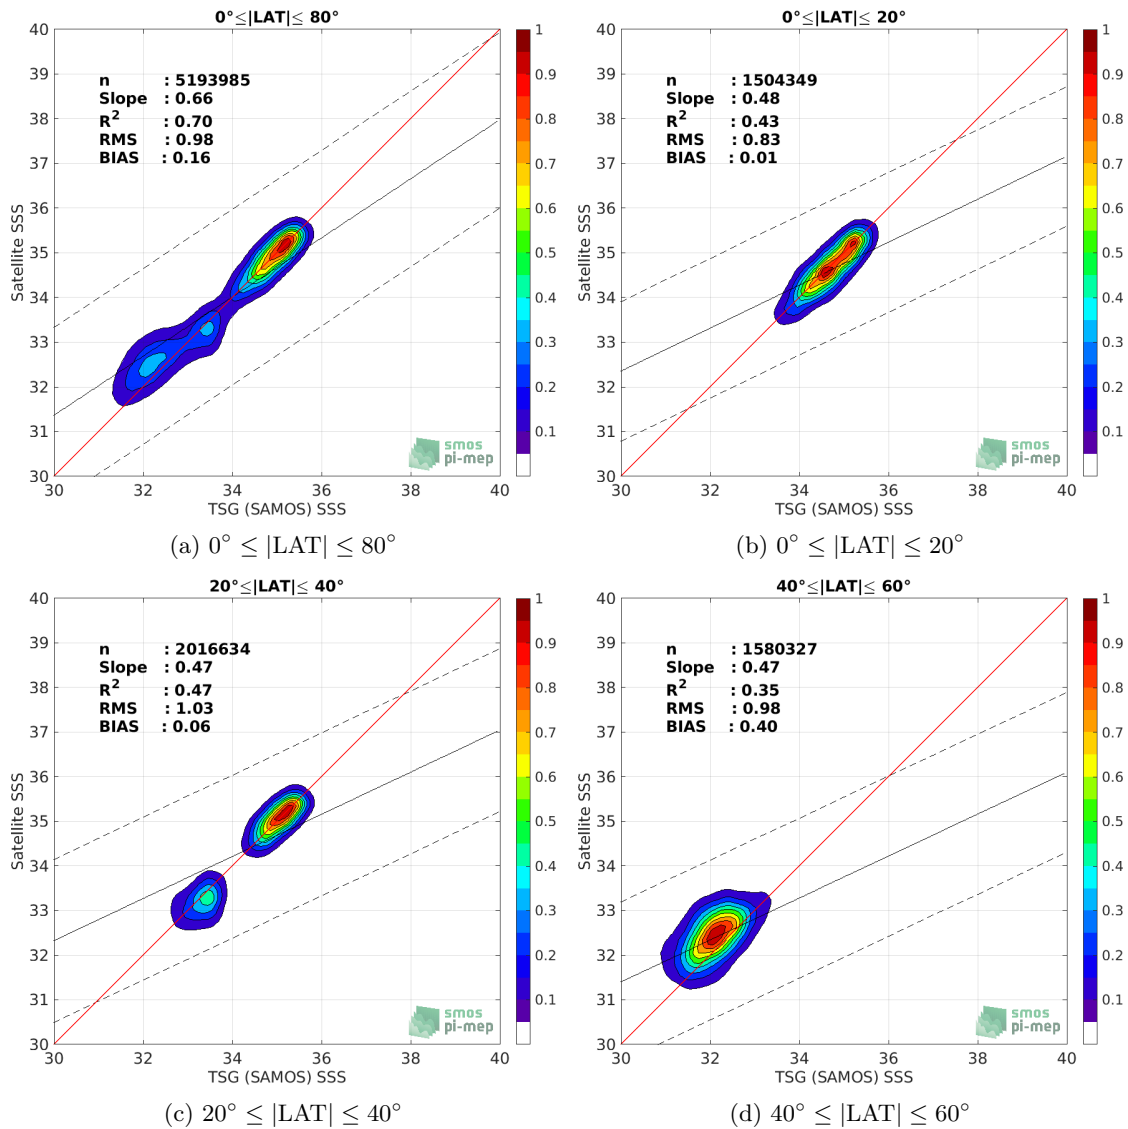 0°≤|LAT|≤ 80°
n : 5193985
Slope : 0.66
R² : 0.70
RMS : 0.98
BIAS : 0.16
40
39
38
37
36
35
34
33
32
31
30
Satellite SSS
30 32 34 36 38 40
TSG (SAMOS) SSS
1
0.9
0.8
0.7
0.6
0.5
0.4
0.3
0.2
0.1
smos
pi-mep
(a) 0° ≤ |LAT| ≤ 80°
0°≤|LAT|≤ 20°
n : 1504349
Slope : 0.48
R² : 0.43
RMS : 0.83
BIAS : 0.01
40
39
38
37
36
35
34
33
32
31
30
Satellite SSS
30 32 34 36 38 40
TSG (SAMOS) SSS
1
0.9
0.8
0.7
0.6
0.5
0.4
0.3
0.2
0.1
smos
pi-mep
(b) 0° ≤ |LAT| ≤ 20°
20°≤|LAT|≤ 40°
n : 2016634
Slope : 0.47
R² : 0.47
RMS : 1.03
BIAS : 0.06
40
39
38
37
36
35
34
33
32
31
30
Satellite SSS
30 32 34 36 38 40
TSG (SAMOS) SSS
1
0.9
0.8
0.7
0.6
0.5
0.4
0.3
0.2
0.1
smos
pi-mep
(c) 20° ≤ |LAT| ≤ 40°
40°≤|LAT|≤ 60°
n : 1580327
Slope : 0.47
R² : 0.35
RMS : 0.98
BIAS : 0.40
40
39
38
37
36
35
34
33
32
31
30
Satellite SSS
30 32 34 36 38 40
TSG (SAMOS) SSS
1
0.9
0.8
0.7
0.6
0.5
0.4
0.3
0.2
0.1
smos
pi-mep
(d) 40° ≤ |LAT| ≤ 60°